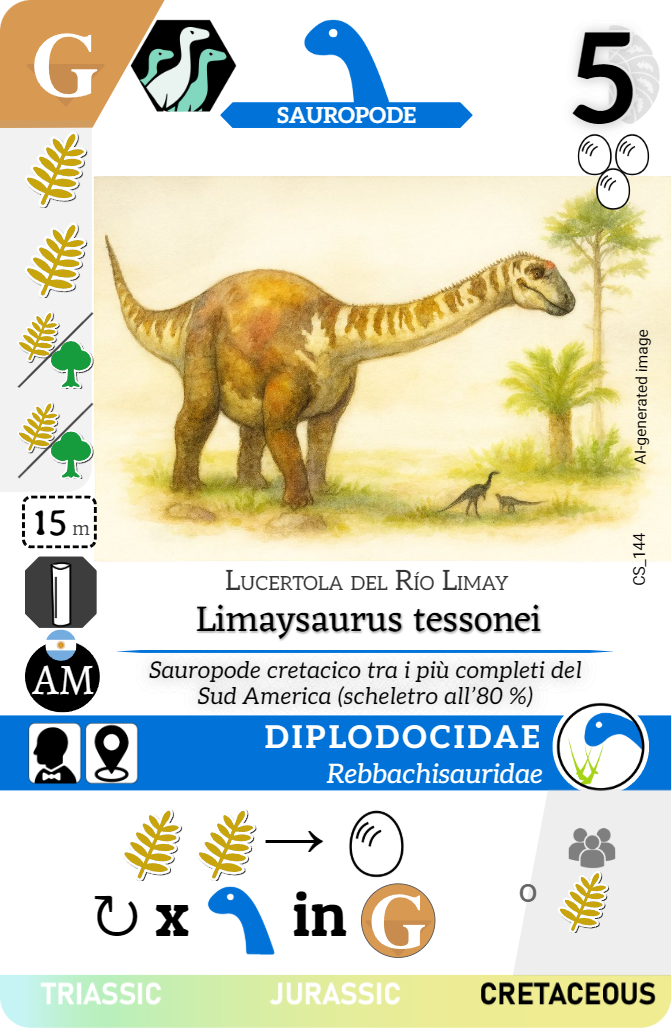 G
SAUROPODE
5
AI-generated image
15 m
CS_144
LUCERTOLA DEL RÍO LIMAY
Limaysaurus tessonei
AM
Sauropode cretacico tra i più completi del
Sud America (scheletro all'80 %)
DIPLODOCIDAE
Rebbachisauridae
x in G
o
TRIASSIC JURASSIC CRETACEOUS